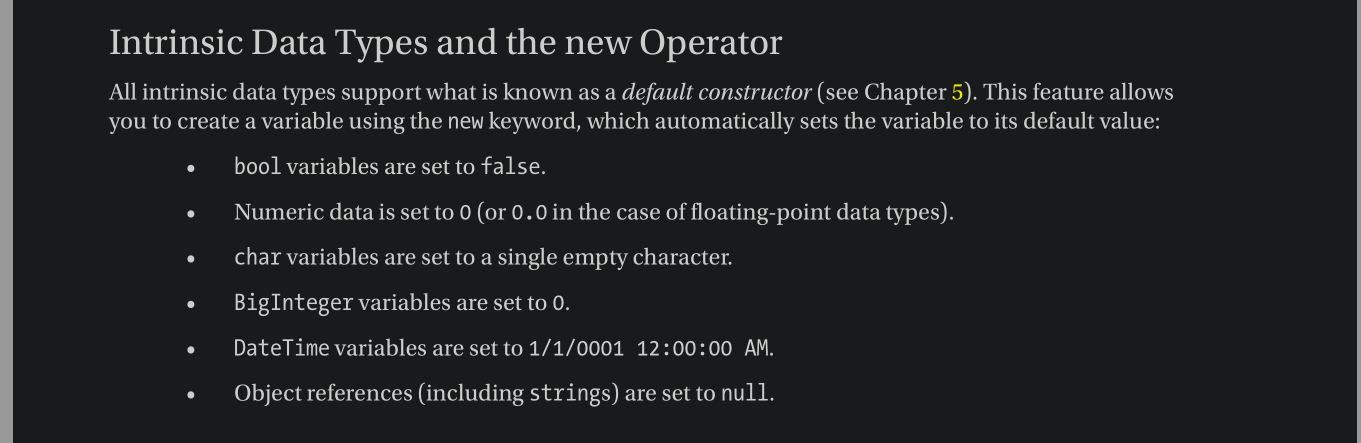 Intrinsic Data Types and the new Operator
All intrinsic data types support what is known as a default constructor (see Chapter 5). This feature allows
you to create a variable using the new keyword, which automatically sets the variable to its default value:
• bool variables are set to false.
• Numeric data is set to 0 (or 0.0 in the case of floating-point data types).
• char variables are set to a single empty character.
• BigInteger variables are set to 0.
• DateTime variables are set to 1/1/0001 12:00:00 AM.
• Object references (including strings) are set to null.